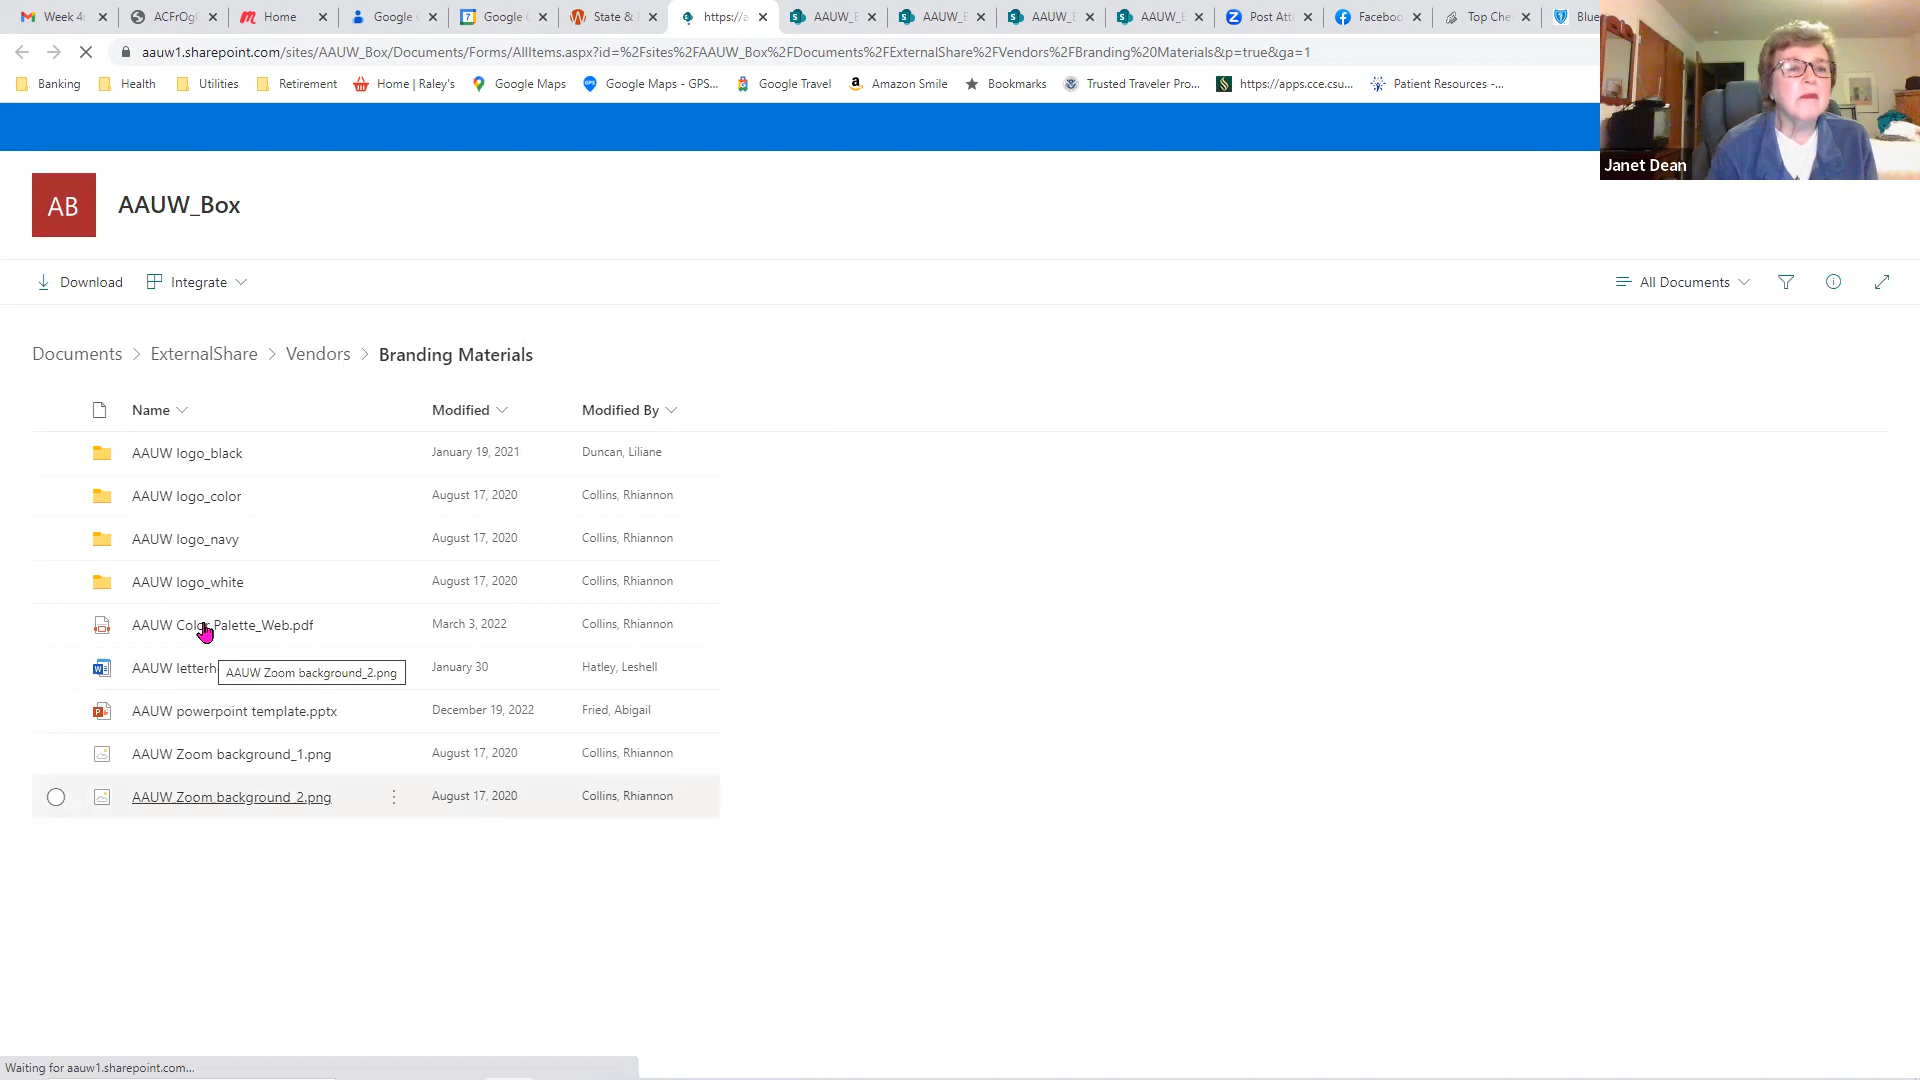 Week 4:
ACFrOgC
Home
Google C
Google C
State &
https://a
AAUW_E
AAUW_E
AAUW_E
AAUW_E
Post Att
Faceboo
Top Che
Blue
aauw1.sharepoint.com/sites/AAUW_Box/Documents/Forms/AllItems.aspx?id=%2Fsites%2FAAUW_Box%2FDocuments%2FExternalShare%2FVendors%2FBranding%20Materials&p=true&ga=1
Banking
Health
Utilities
Retirement
Home | Raley's
Google Maps
Google Maps - GPS...
Google Travel
Amazon Smile
Bookmarks
Trusted Traveler Pro...
https://apps.cce.csu...
Patient Resources -...
Janet Dean
AB
AAUW_Box
Download
Integrate
All Documents
Documents > ExternalShare > Vendors > Branding Materials
Name Modified Modified By
AAUW logo_black January 19, 2021 Duncan, Liliane
AAUW logo_color August 17, 2020 Collins, Rhiannon
AAUW logo_navy August 17, 2020 Collins, Rhiannon
AAUW logo_white August 17, 2020 Collins, Rhiannon
AAUW Color Palette_Web.pdf March 3, 2022 Collins, Rhiannon
AAUW letterh January 30 Hatley, Leshell
AAUW Zoom background_2.png
AAUW powerpoint template.pptx December 19, 2022 Fried, Abigail
AAUW Zoom background_1.png August 17, 2020 Collins, Rhiannon
AAUW Zoom background_2.png August 17, 2020 Collins, Rhiannon
Waiting for aauw1.sharepoint.com...